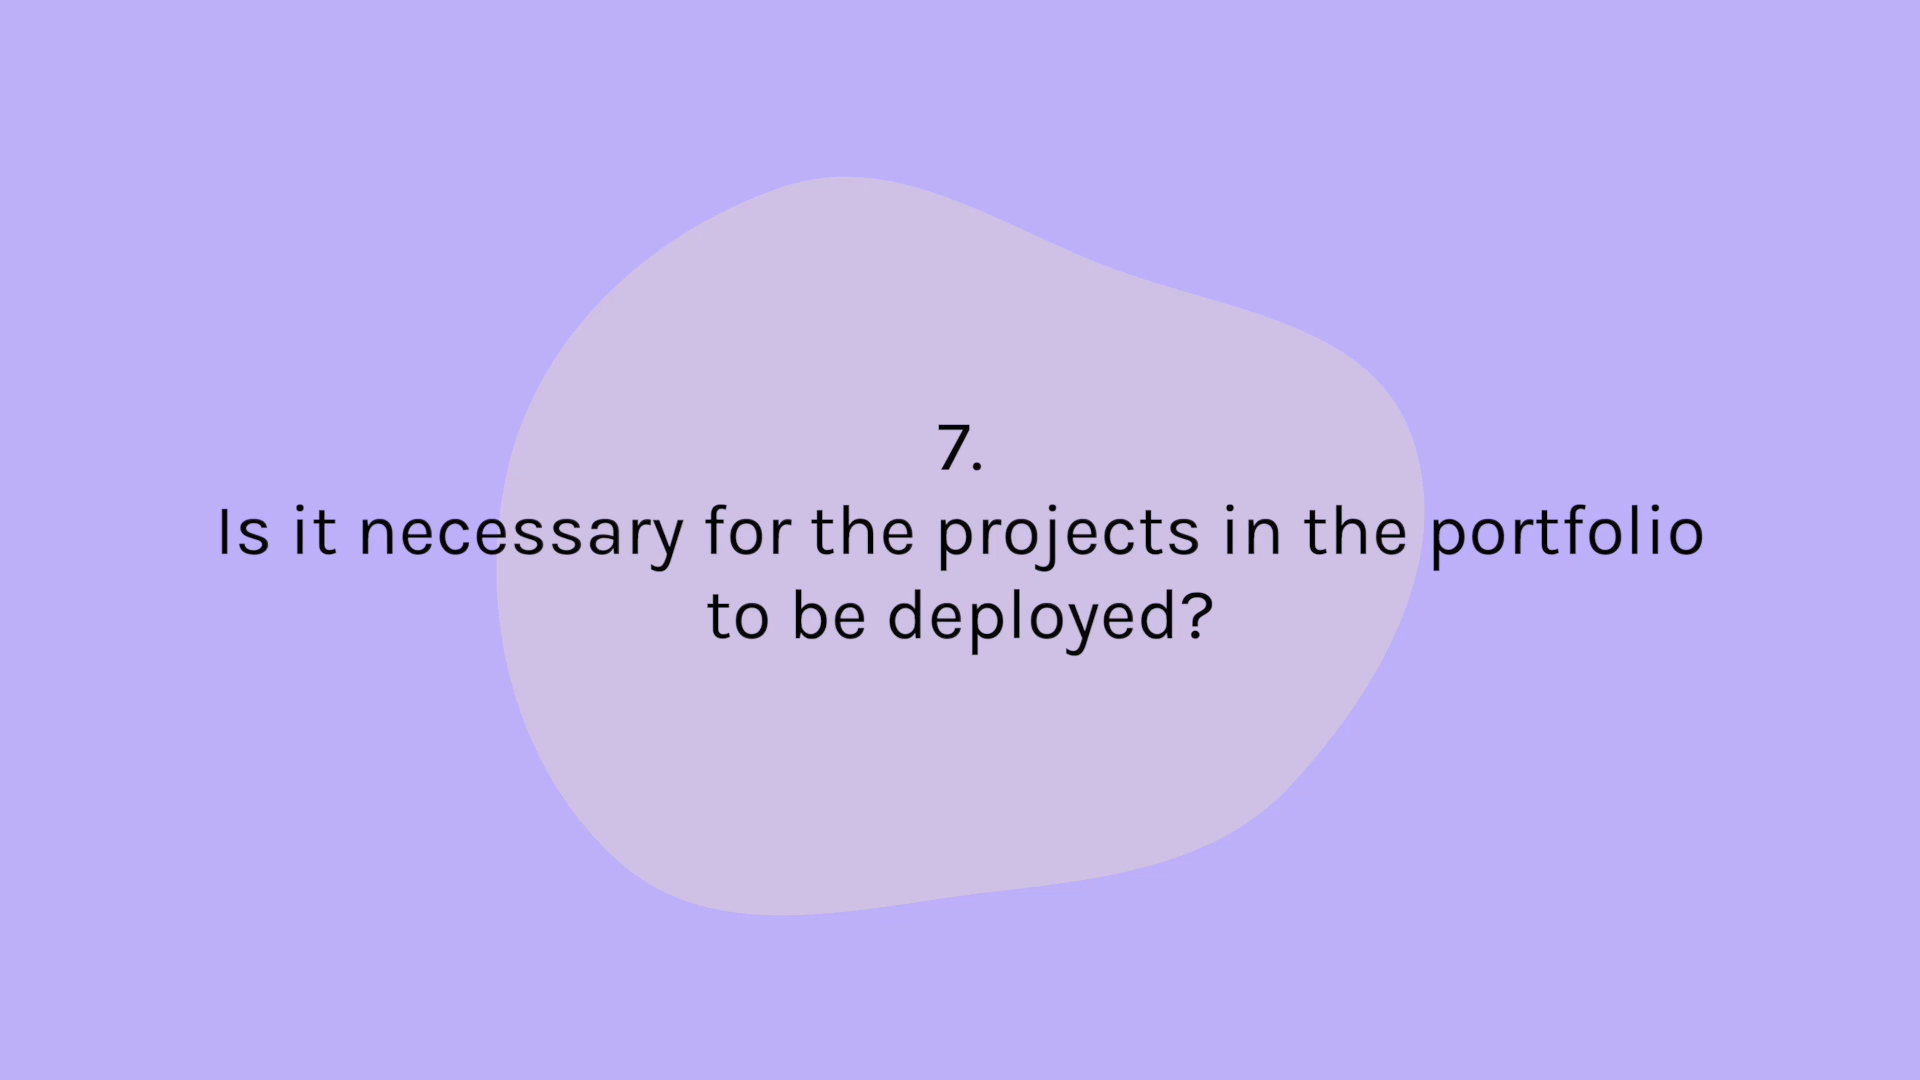 7.
Is it necessary for the projects in the portfolio
to be deployed?